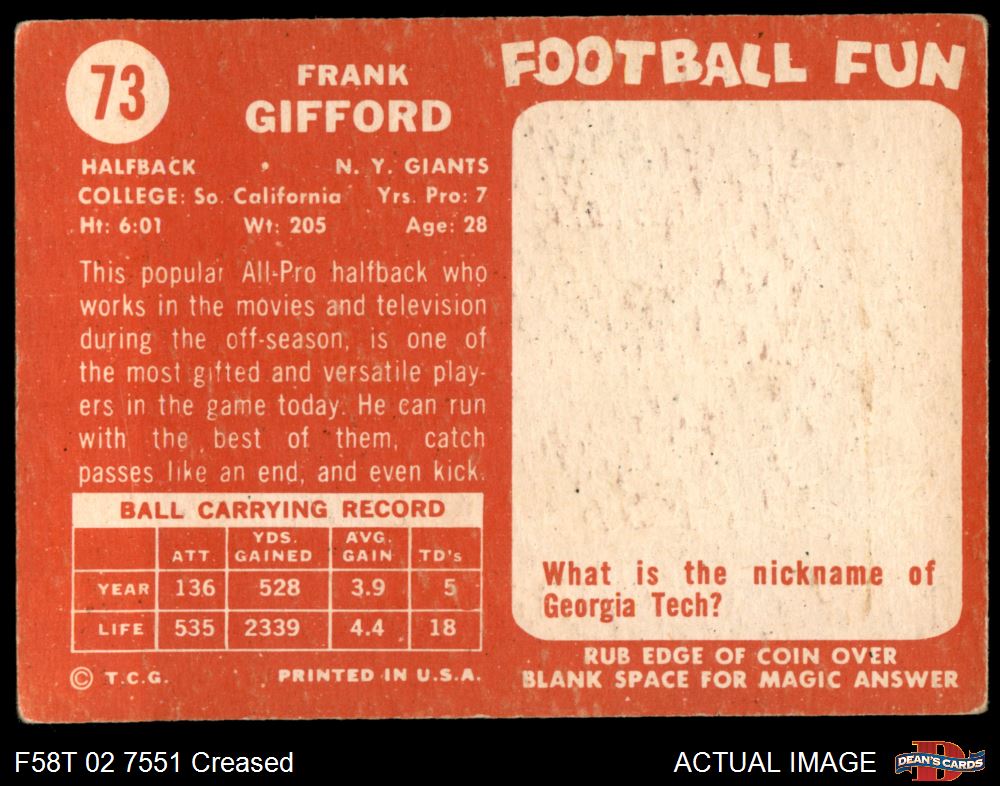 73
FRANK
GIFFORD
HALFBACK • N. Y. GIANTS
COLLEGE: So. California Yrs. Pro: 7
Ht: 6:01 Wt: 205 Age: 28
This popular All-Pro halfback who
works in the movies and television
during the off-season, is one of
the most gifted and versatile play-
ers in the game today. He can run
with the best of them, catch
passes like an end, and even kick.
BALL CARRYING RECORD
ATT. YDS. GAINED AVG. GAIN TD's
YEAR 136 528 3.9 5
LIFE 535 2339 4.4 18
© T.C.G. PRINTED IN U.S.A.
FOOTBALL FUN
What is the nickname of
Georgia Tech?
RUB EDGE OF COIN OVER
BLANK SPACE FOR MAGIC ANSWER
F58T 02 7551 Creased
ACTUAL IMAGE
D
DEAN'S CARDS